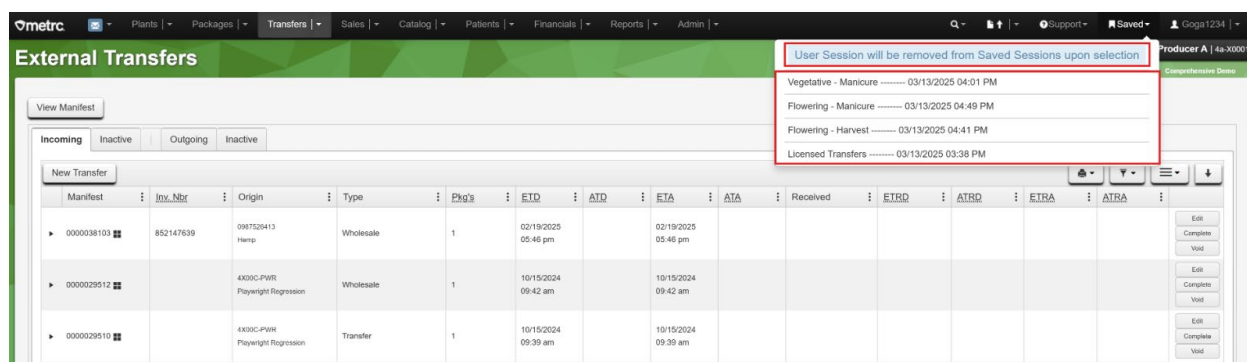 metrc Plants | Packages | Transfers | Sales | Catalog | Patients | Financials | Reports | Admin | Support Saved Goga1234 |
External Transfers
User Session will be removed from Saved Sessions upon selection
Producer A | 4a-X0001
Comprehensive Demo
Vegetative - Manicure -------- 03/13/2025 04:01 PM
Flowering - Manicure -------- 03/13/2025 04:49 PM
Flowering - Harvest -------- 03/13/2025 04:41 PM
Licensed Transfers -------- 03/13/2025 03:38 PM
View Manifest
Incoming Inactive | Outgoing Inactive
New Transfer
Manifest Inv. Nbr Origin Type Pkg's ETD ATD ETA ATA Received ETRD ATRD ETRA ATRA
0000038103 852147639 0987526413 Wholesale 1 02/19/2025 02/19/2025 Edit
Hemp 05:46 pm 05:46 pm Complete
Void
0000029512 4X00C-PWR Wholesale 1 10/15/2024 10/15/2024 Edit
Playwright Regression 09:42 am 09:42 am Complete
Void
0000029510 4X00C-PWR Transfer 1 10/15/2024 10/15/2024 Edit
Playwright Regression 09:39 am 09:39 am Complete
Void